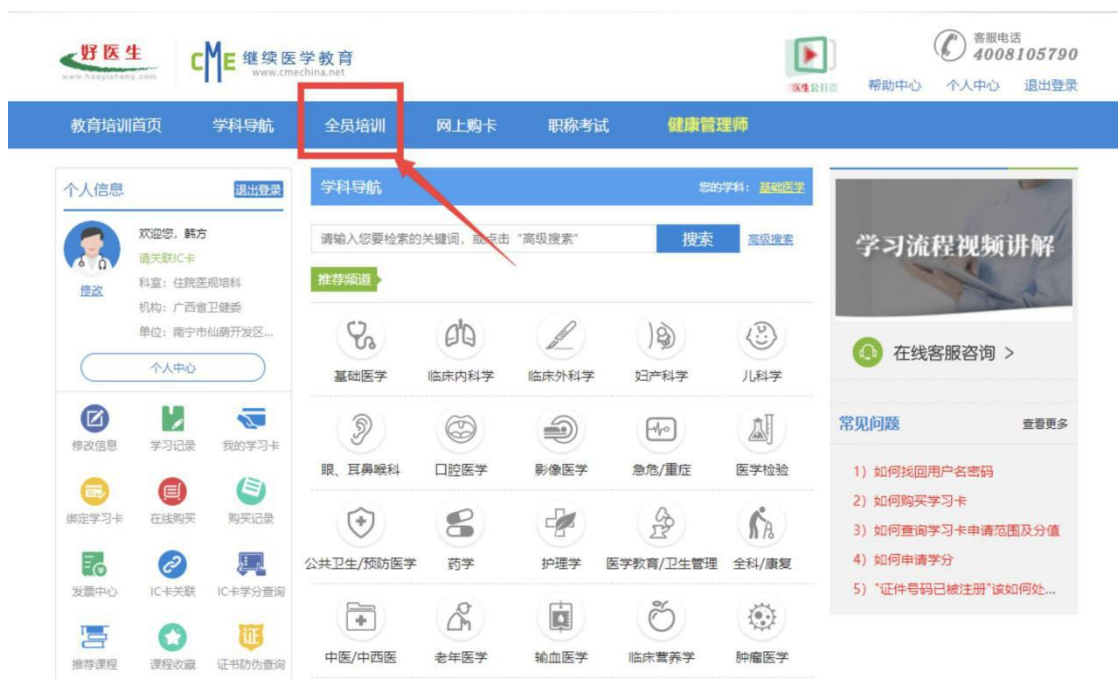 好医生
www.haoyisheng.com
CME 继续医学教育
www.cmechina.net
医生公开课
客服电话
4008105790
帮助中心 个人中心 退出登录
教育培训首页 学科导航 全员培训 网上购卡 职称考试 健康管理师
个人信息 退出登录
欢迎您, 韩方
请关联IC卡
科室：住院医规培科
机构：广西省卫健委
单位：南宁市仙葫开发区...
修改
个人中心
修改信息 学习记录 我的学习卡
绑定学习卡 在线购买 购买记录
发票中心 IC卡关联 IC卡学分查询
推荐课程 课程收藏 证书防伪查询
学科导航 您的学科：基础医学
请输入您要检索的关键词，或点击“高级搜索” 搜索 高级搜索
推荐频道
基础医学 临床内科学 临床外科学 妇产科学 儿科学
眼、耳鼻喉科 口腔医学 影像医学 急危/重症 医学检验
公共卫生/预防医学 药学 护理学 医学教育/卫生管理 全科/康复
中医/中西医 老年医学 输血医学 临床营养学 肿瘤医学
学习流程视频讲解
在线客服咨询 >
常见问题 查看更多
1）如何找回用户名密码
2）如何购买学习卡
3）如何查询学习卡申请范围及分值
4）如何申请学分
5）“证件号码已被注册”该如何处...